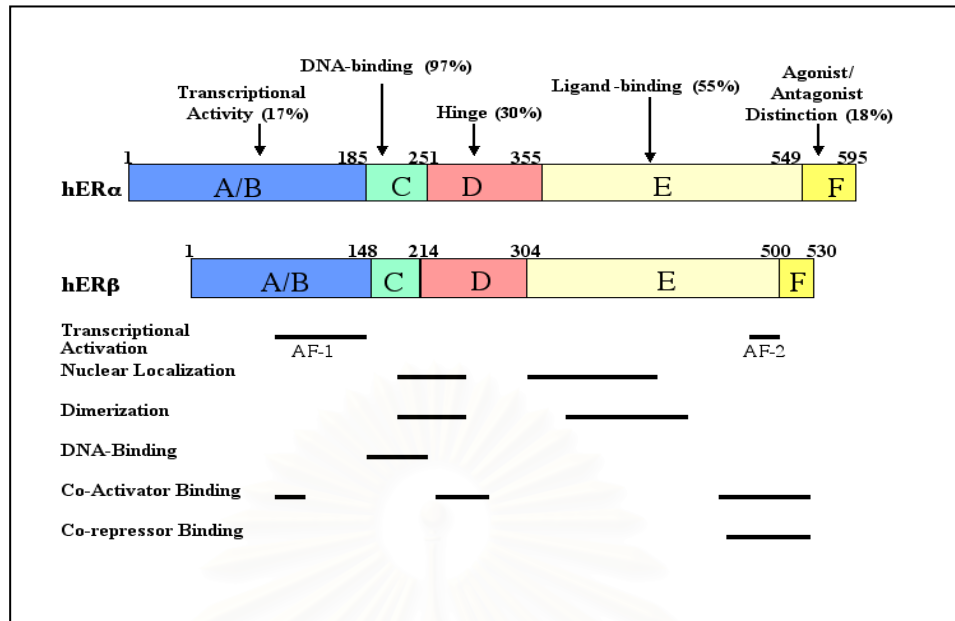 DNA-binding (97%)
Transcriptional
Activity (17%)
Hinge (30%)
Ligand -binding (55%)
Agonist/
Antagonist
Distinction (18%)
1 185 251 355 549 595
hERα A/B C D E F
1 148 214 304 500 530
hERβ A/B C D E F
Transcriptional
Activation
AF-1 AF-2
Nuclear Localization
Dimerization
DNA-Binding
Co-Activator Binding
Co-repressor Binding